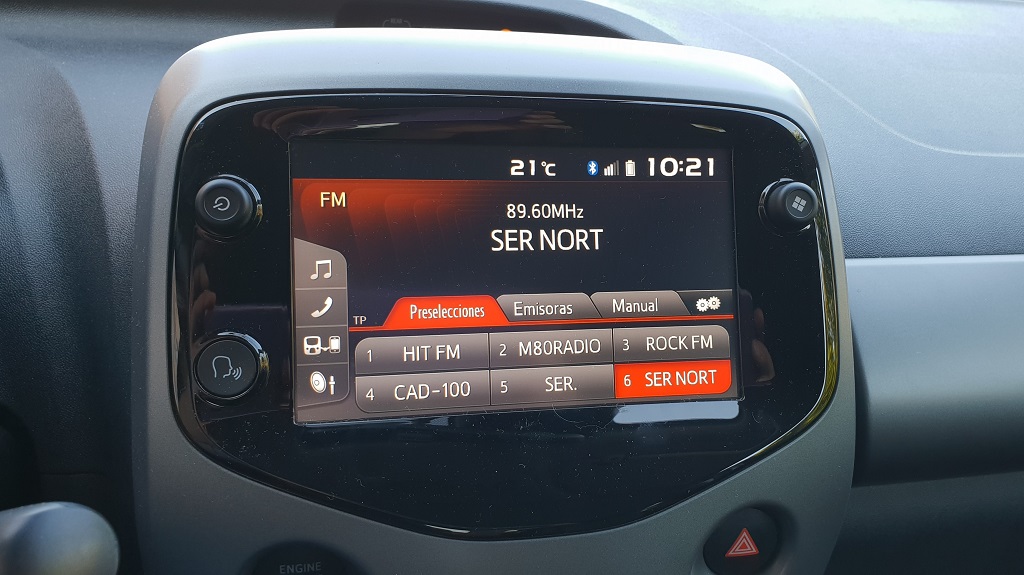 21°C 10:21
FM
89.60MHz
SER NORT
TP Preselecciones Emisoras Manual
1 HIT FM 2 M80RADIO 3 ROCK FM
4 CAD-100 5 SER. 6 SER NORT
ENGINE